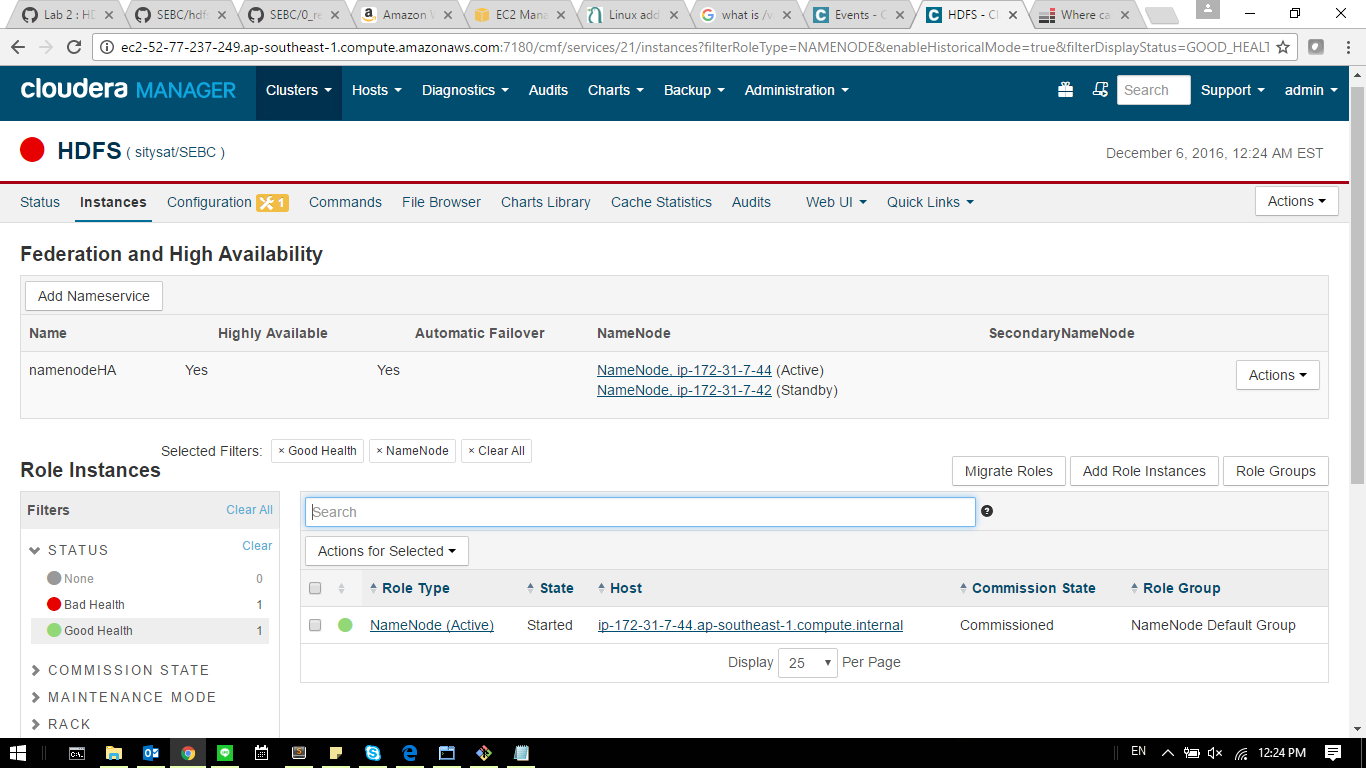 Lab 2 : HD
SEBC/hdf
SEBC/0_re
Amazon W
EC2 Mana
Linux add
what is /v
Events - C
HDFS - Cl
Where ca
ec2-52-77-237-249.ap-southeast-1.compute.amazonaws.com:7180/cmf/services/21/instances?filterRoleType=NAMENODE&enableHistoricalMode=true&filterDisplayStatus=GOOD_HEALT
cloudera MANAGER Clusters Hosts Diagnostics Audits Charts Backup Administration Search Support admin
HDFS ( sitysat/SEBC )
December 6, 2016, 12:24 AM EST
Status Instances Configuration 1 Commands File Browser Charts Library Cache Statistics Audits Web UI Quick Links Actions
Federation and High Availability
Add Nameservice
Name Highly Available Automatic Failover NameNode SecondaryNameNode
namenodeHA Yes Yes NameNode, ip-172-31-7-44 (Active) Actions
NameNode, ip-172-31-7-42 (Standby)
Selected Filters: × Good Health × NameNode × Clear All
Role Instances Migrate Roles Add Role Instances Role Groups
Filters Clear All
STATUS Clear
None 0
Bad Health 1
Good Health 1
COMMISSION STATE
MAINTENANCE MODE
RACK
Search ?
Actions for Selected
Role Type State Host Commission State Role Group
NameNode (Active) Started ip-172-31-7-44.ap-southeast-1.compute.internal Commissioned NameNode Default Group
Display 25 Per Page
EN 12:24 PM